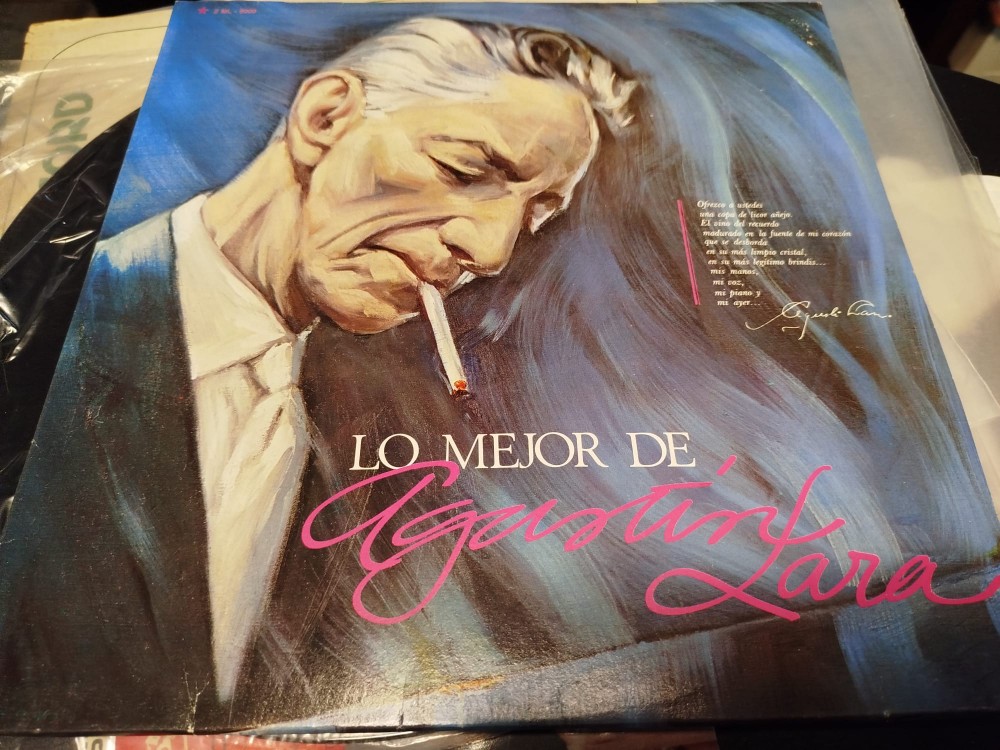 Ofrezco a ustedes
una copa de licor añejo.
El vino del recuerdo
madurado en la fuente de mi corazón
que se desborda
en su más limpio cristal,
en su más legítimo brindis...
mis manos,
mi voz,
mi piano y
mi ayer...
Agustín Lara
LO MEJOR DE
Agustín Lara